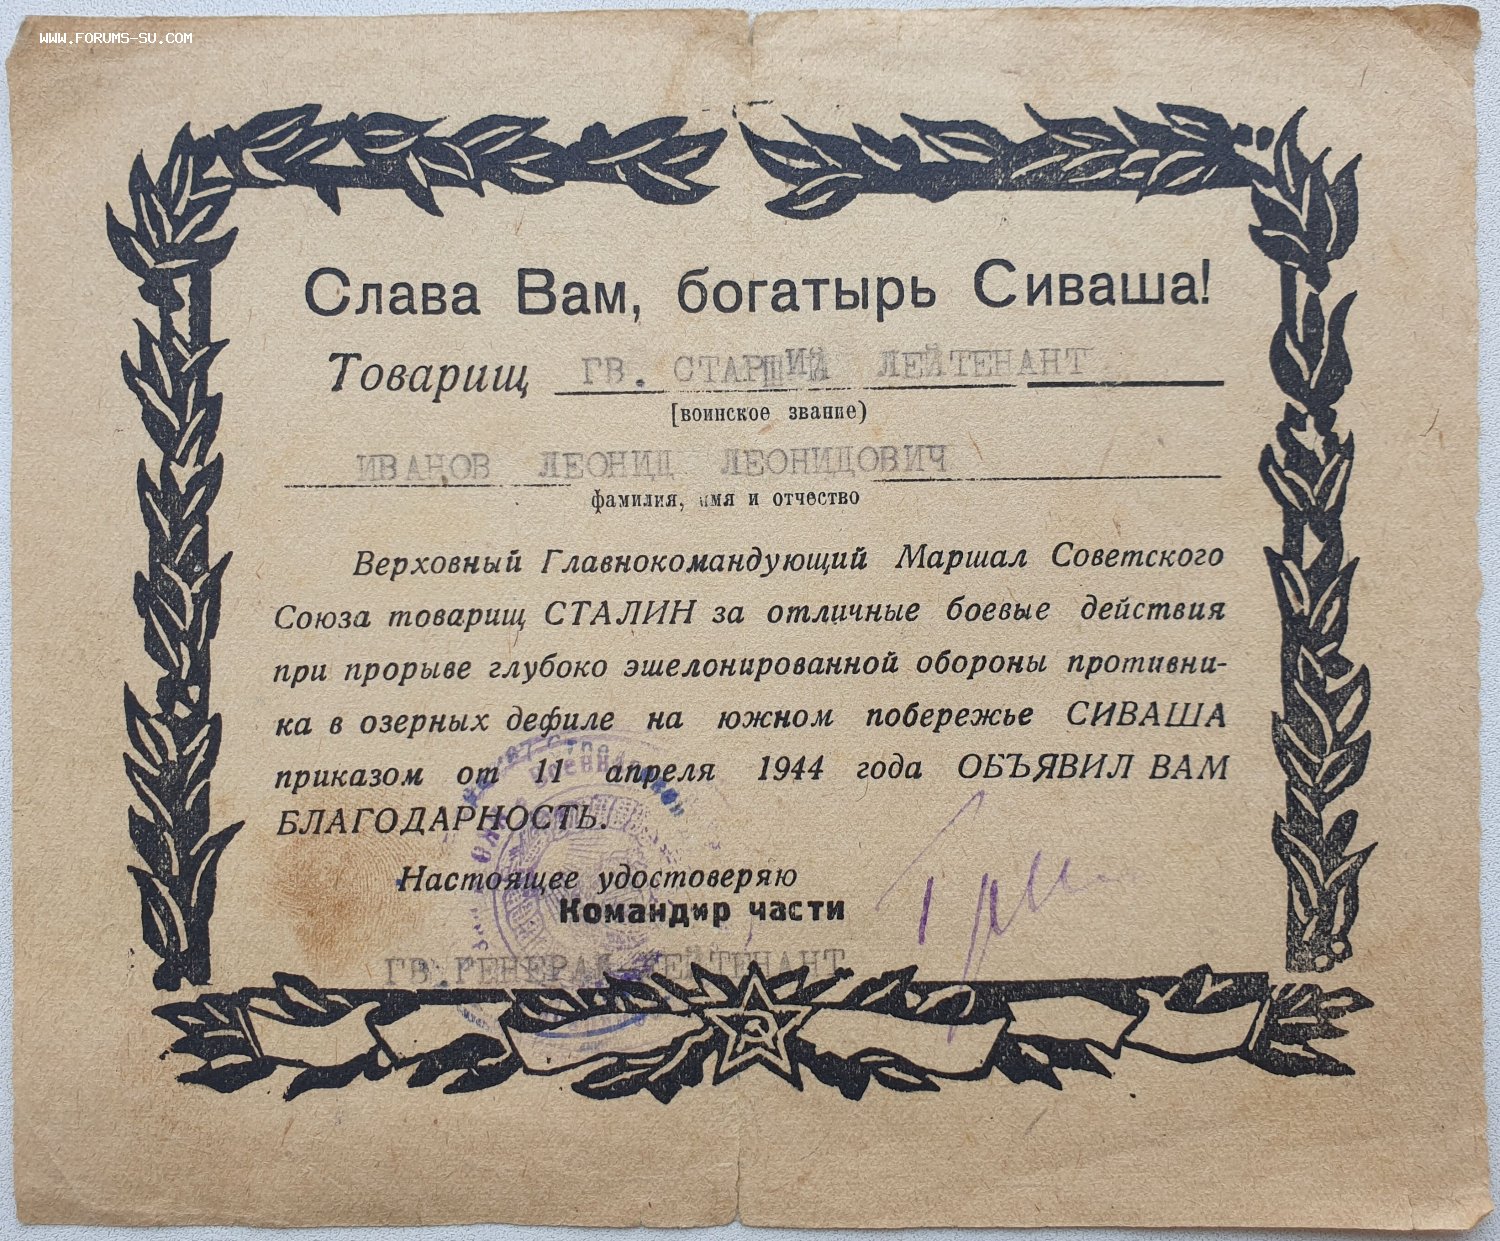 WWW.FORUMS-SU.COM
Слава Вам, богатырь Сиваша!
Товарищ ГВ. СТАРШИЙ ЛЕЙТЕНАНТ
[воинское звание)
ИВАНОВ ЛЕОНИД ЛЕОНИДОВИЧ
фамилия, имя и отчество
Верховный Главнокомандующий Маршал Советского
Союза товарищ СТАЛИН за отличные боевые действия
при прорыве глубоко эшелонированной обороны противни-
ка в озерных дефиле на южном побережье СИВАША
приказом от 11 апреля 1944 года ОБЪЯВИЛ ВАМ
БЛАГОДАРНОСТЬ.
Настоящее удостоверяю
Командир части
ГВ.ГЕНЕРАЛ-ЛЕЙТЕНАНТ